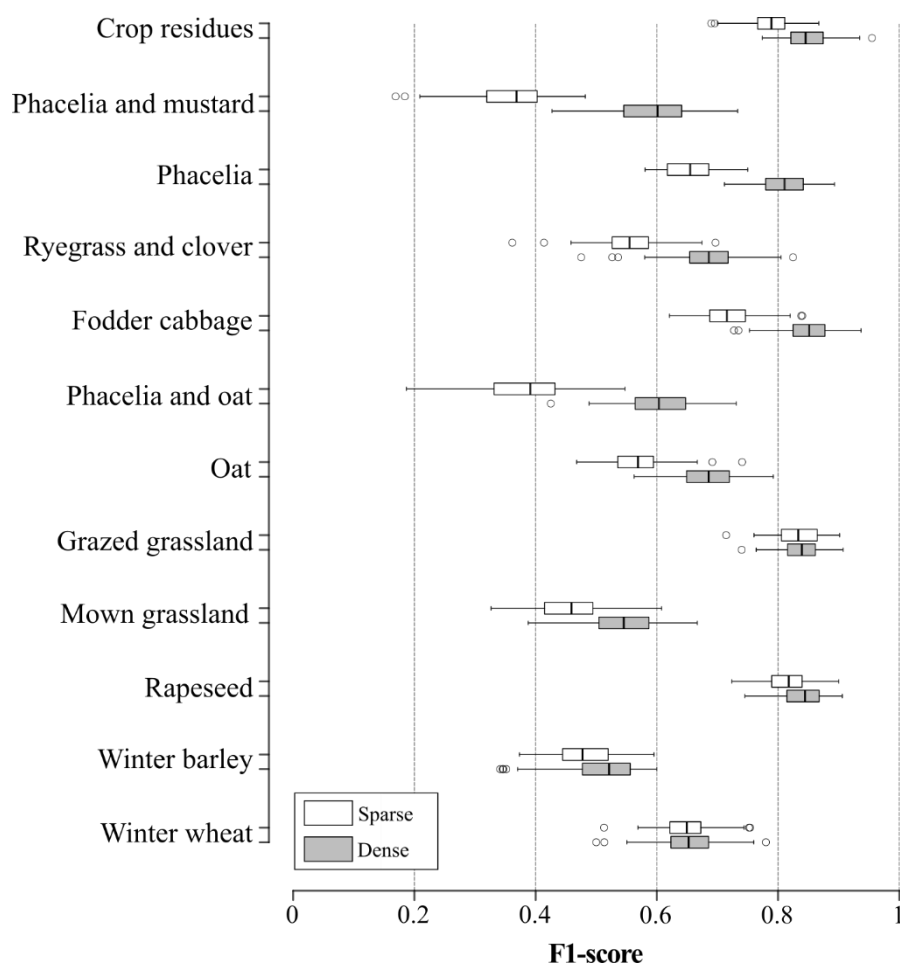 Crop residues
Phacelia and mustard
Phacelia
Ryegrass and clover
Fodder cabbage
Phacelia and oat
Oat
Grazed grassland
Mown grassland
Rapeseed
Winter barley
Winter wheat
Sparse
Dense
0 0.2 0.4 0.6 0.8 1
F1-score